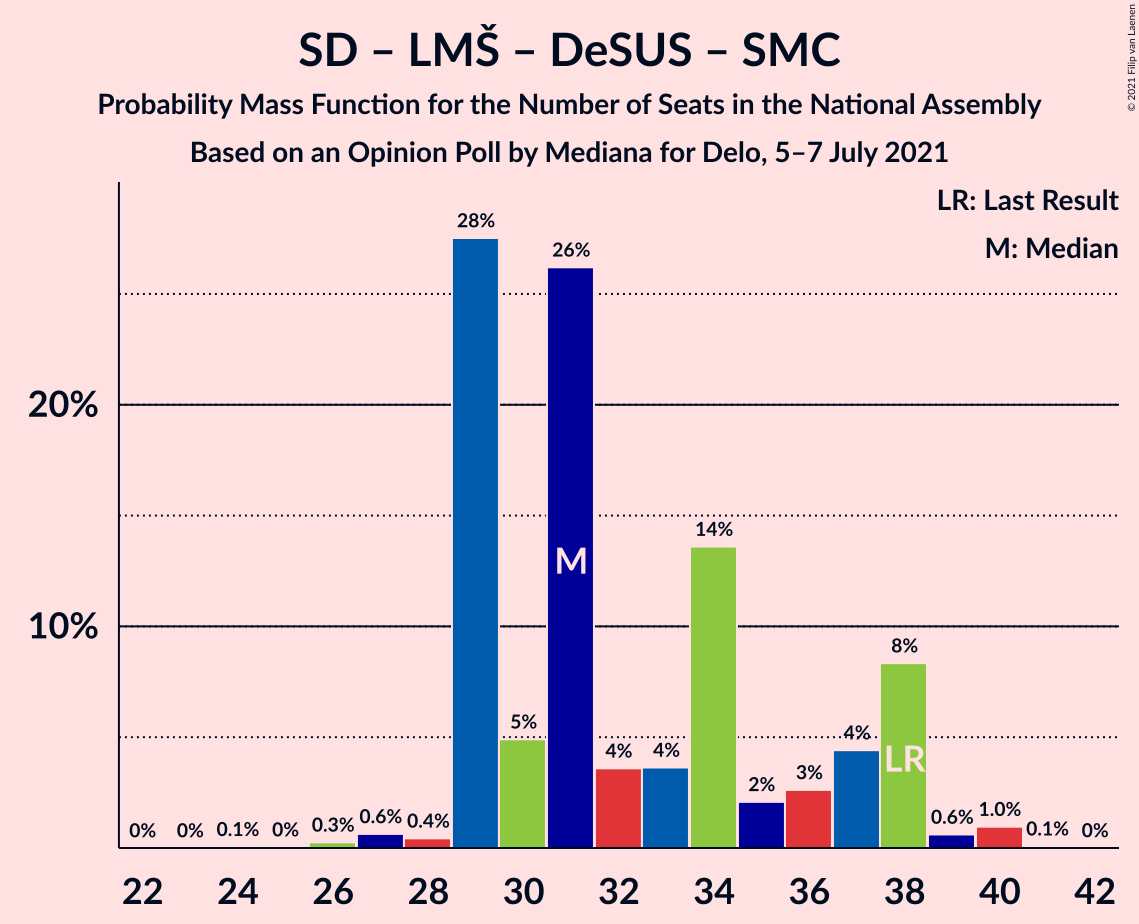 SD – LMŠ – DeSUS – SMC
Probability Mass Function for the Number of Seats in the National Assembly
Based on an Opinion Poll by Mediana for Delo, 5–7 July 2021
© 2021 Filip van Laenen
LR: Last Result
M: Median
20%
10%
0%
0%
0.1%
0%
0.3%
0.6%
0.4%
28%
5%
26%
4%
4%
14%
2%
3%
4%
8%
0.6%
1.0%
0.1%
0%
M
LR
22 24 26 28 30 32 34 36 38 40 42